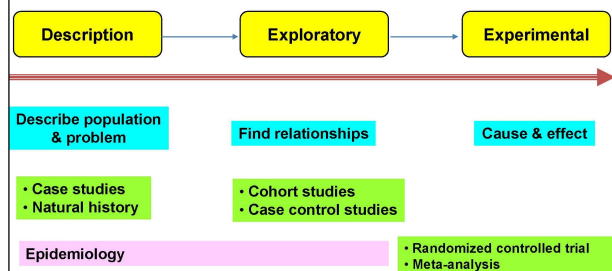 Description
Exploratory
Experimental
Describe population
& problem
Find relationships
Cause & effect
• Case studies
• Natural history
• Cohort studies
• Case control studies
Epidemiology
• Randomized controlled trial
• Meta-analysis